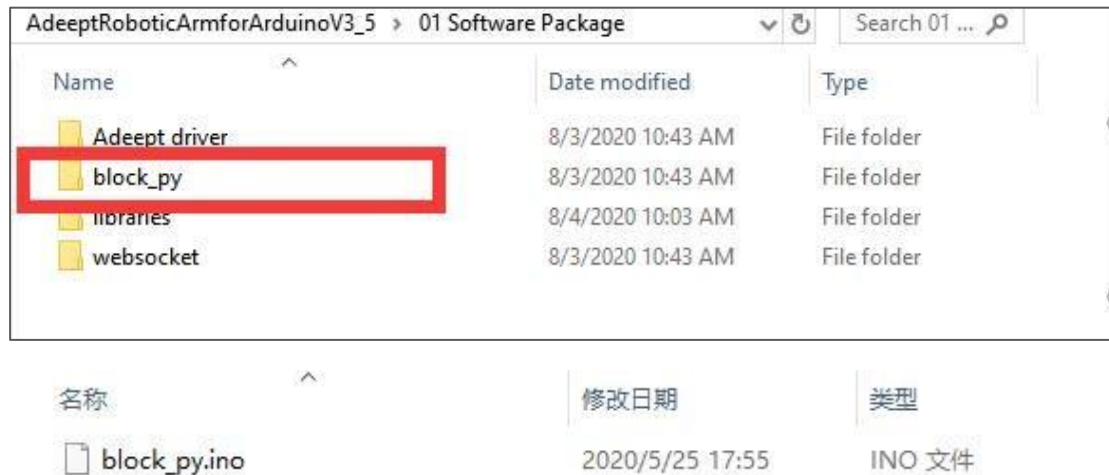 AdeeptRoboticArmforArduinoV3_5 › 01 Software Package Search 01 ...
Name Date modified Type
Adeept driver 8/3/2020 10:43 AM File folder
block_py 8/3/2020 10:43 AM File folder
libraries 8/4/2020 10:03 AM File folder
websocket 8/3/2020 10:43 AM File folder
名称 修改日期 类型
block_py.ino 2020/5/25 17:55 INO 文件